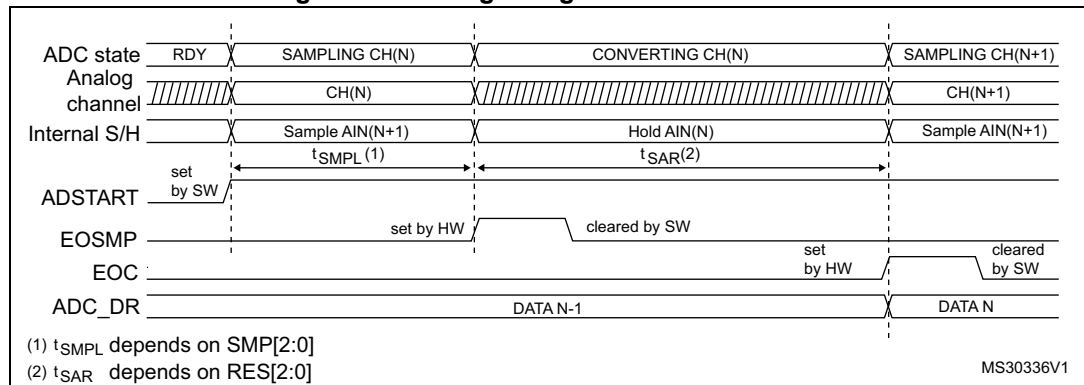 ADC state RDY SAMPLING CH(N) CONVERTING CH(N) SAMPLING CH(N+1)
Analog channel CH(N) CH(N+1)
Internal S/H Sample AIN(N+1) Hold AIN(N) Sample AIN(N+1)
tSMPL(1) tSAR(2)
ADSTART set by SW
EOSMP set by HW cleared by SW
EOC set by HW cleared by SW
ADC_DR DATA N-1 DATA N
(1) tSMPL depends on SMP[2:0]
(2) tSAR depends on RES[2:0]
MS30336V1